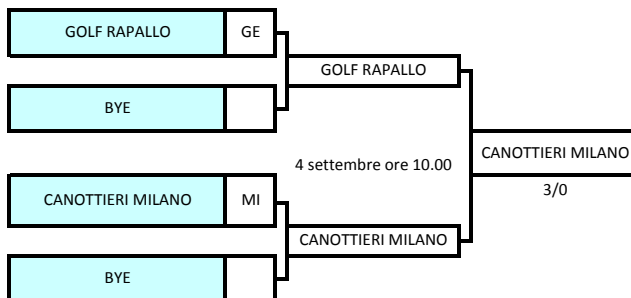 GOLF RAPALLO GE
GOLF RAPALLO
BYE
4 settembre ore 10.00
CANOTTIERI MILANO
3/0
CANOTTIERI MILANO MI
CANOTTIERI MILANO
BYE